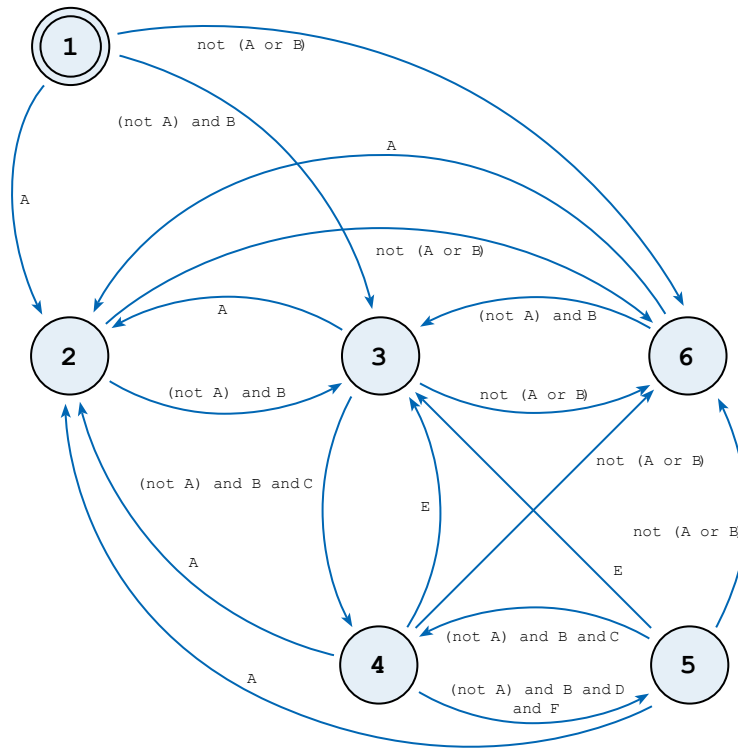 1
not (A or B)
(not A) and B
A
A
not (A or B)
A
(not A) and B
2
3
6
(not A) and B
not (A or B)
not (A or B)
(not A) and B and C
E
not (A or B
A
E
4
(not A) and B and C
5
A
(not A) and B and D
and F